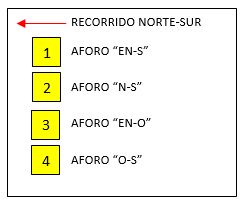 RECORRIDO NORTE-SUR
1 AFORO “EN-S”
2 AFORO “N-S”
3 AFORO “EN-O”
4 AFORO “O-S”